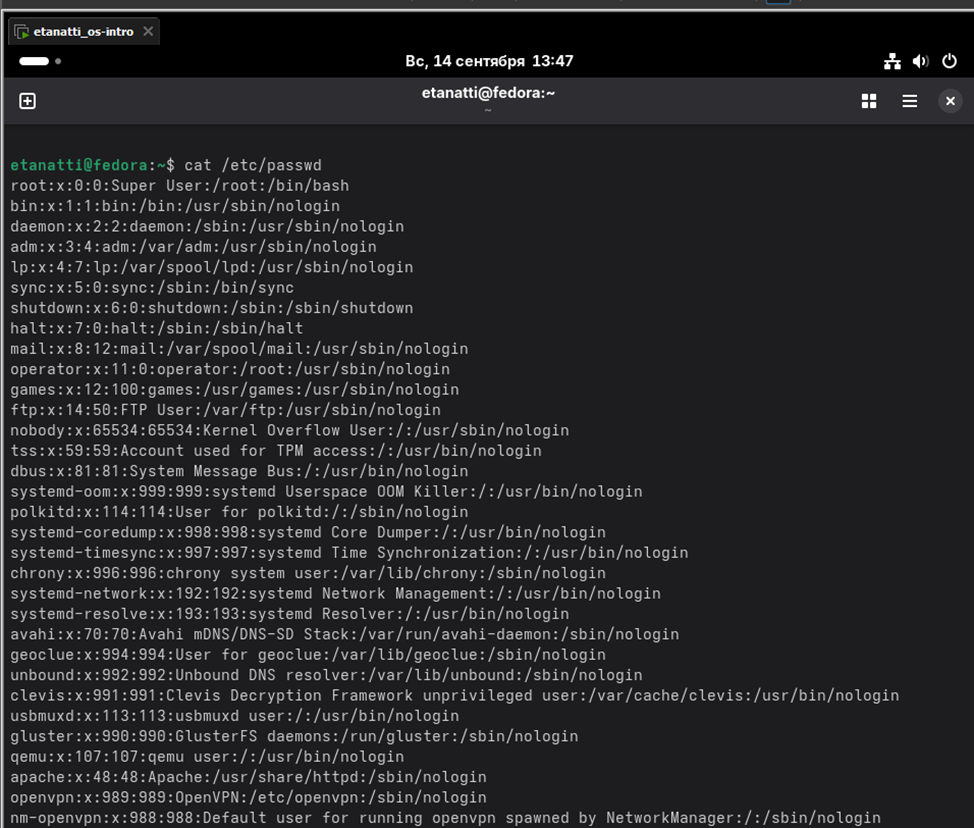 etanatti_os-intro
Вс, 14 сентября 13:47
etanatti@fedora:~
~
etanatti@fedora:~$ cat /etc/passwd
root:x:0:0:Super User:/root:/bin/bash
bin:x:1:1:bin:/bin:/usr/sbin/nologin
daemon:x:2:2:daemon:/sbin:/usr/sbin/nologin
adm:x:3:4:adm:/var/adm:/usr/sbin/nologin
lp:x:4:7:lp:/var/spool/lpd:/usr/sbin/nologin
sync:x:5:0:sync:/sbin:/bin/sync
shutdown:x:6:0:shutdown:/sbin:/sbin/shutdown
halt:x:7:0:halt:/sbin:/sbin/halt
mail:x:8:12:mail:/var/spool/mail:/usr/sbin/nologin
operator:x:11:0:operator:/root:/usr/sbin/nologin
games:x:12:100:games:/usr/games:/usr/sbin/nologin
ftp:x:14:50:FTP User:/var/ftp:/usr/sbin/nologin
nobody:x:65534:65534:Kernel Overflow User:/:/usr/sbin/nologin
tss:x:59:59:Account used for TPM access:/:/usr/bin/nologin
dbus:x:81:81:System Message Bus:/:/usr/bin/nologin
systemd-oom:x:999:999:systemd Userspace OOM Killer:/:/usr/bin/nologin
polkitd:x:114:114:User for polkitd:/:/sbin/nologin
systemd-coredump:x:998:998:systemd Core Dumper:/:/usr/bin/nologin
systemd-timesync:x:997:997:systemd Time Synchronization:/:/usr/bin/nologin
chrony:x:996:996:chrony system user:/var/lib/chrony:/sbin/nologin
systemd-network:x:192:192:systemd Network Management:/:/usr/bin/nologin
systemd-resolve:x:193:193:systemd Resolver:/:/usr/bin/nologin
avahi:x:70:70:Avahi mDNS/DNS-SD Stack:/var/run/avahi-daemon:/sbin/nologin
geoclue:x:994:994:User for geoclue:/var/lib/geoclue:/sbin/nologin
unbound:x:992:992:Unbound DNS resolver:/var/lib/unbound:/sbin/nologin
clevis:x:991:991:Clevis Decryption Framework unprivileged user:/var/cache/clevis:/usr/bin/nologin
usbmuxd:x:113:113:usbmuxd user:/:/usr/bin/nologin
gluster:x:990:990:GlusterFS daemons:/run/gluster:/sbin/nologin
qemu:x:107:107:qemu user:/:/usr/bin/nologin
apache:x:48:48:Apache:/usr/share/httpd:/sbin/nologin
openvpn:x:989:989:OpenVPN:/etc/openvpn:/sbin/nologin
nm-openvpn:x:988:988:Default user for running openvpn spawned by NetworkManager:/:/sbin/nologin